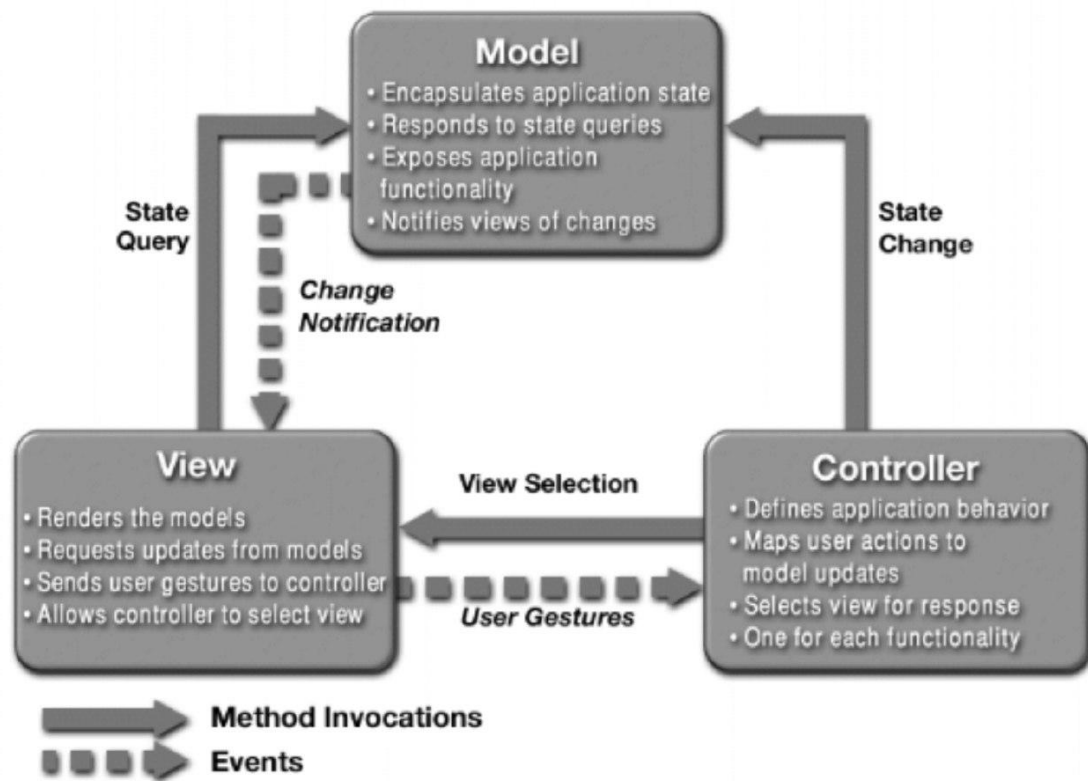 Model
• Encapsulates application state
• Responds to state queries
• Exposes application
functionality
• Notifies views of changes
State
Query
State
Change
Change
Notification
View
• Renders the models
• Requests updates from models
• Sends user gestures to controller
• Allows controller to select view
View Selection
User Gestures
Controller
• Defines application behavior
• Maps user actions to
model updates
• Selects view for response
• One for each functionality
Method Invocations
Events